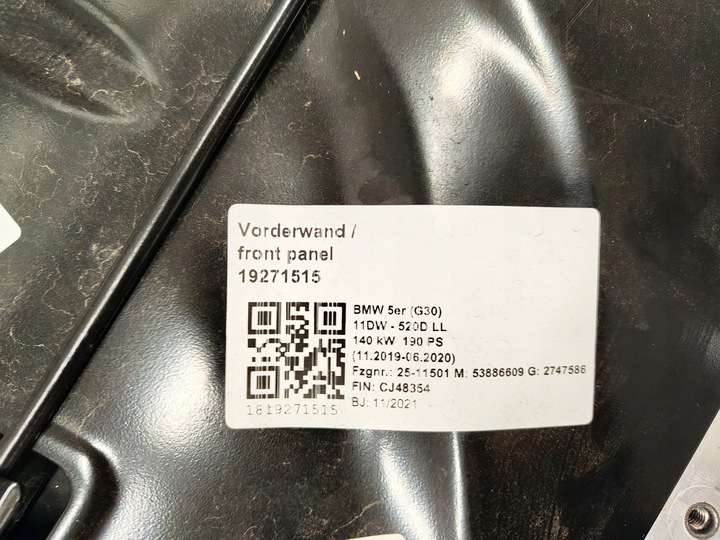 Vorderwand /
front panel
19271515
BMW 5er (G30)
11DW - 520D LL
140 kW 190 PS
(11.2019-06.2020)
Fzgnr.: 25-11501 M: 53886609 G: 2747586
FIN: CJ48354
BJ: 11/2021
1819271515